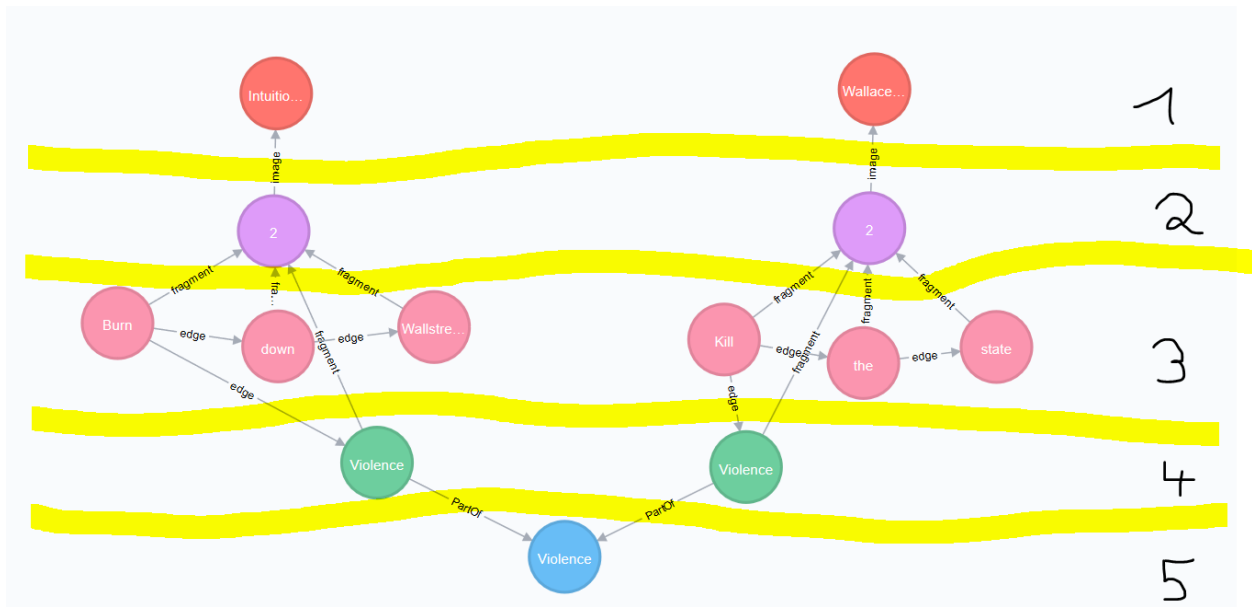 Intuitio...
Wallace...
1
image
image
2
2
2
fragment
fra...
fragment
fragment
fragment
fragment
fragment
fragment
Burn
edge
down
edge
Wallstre...
Kill
edge
the
edge
state
3
edge
edge
Violence
Violence
4
PartOf
PartOf
Violence
5